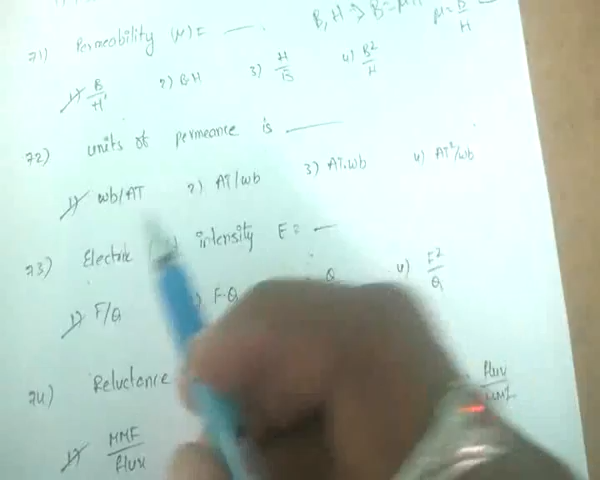 B, H → B = μH μ = B/H
71) Permeability (μ) = —
1) B/H 2) B·H 3) H/B 4) B²/H
72) units of permeance is —
1) wb/AT 2) AT/wb 3) AT.wb 4) AT²/wb
73) Electric intensity E = —
1) F/Q 2) F·Q Q 4) F²/Q
74) Reluctance flux/MMF
1) MMF/flux